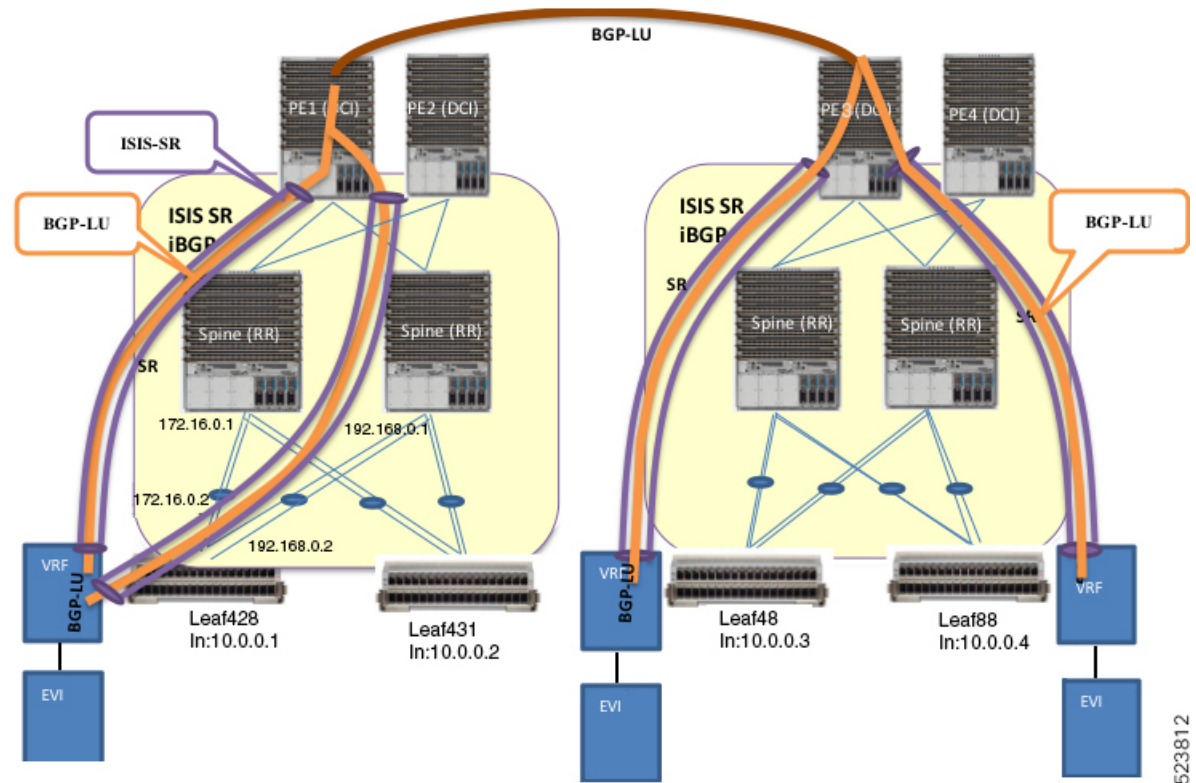 BGP-LU
PE1 (DCI)
PE2 (DCI)
PE3 (DCI)
PE4 (DCI)
ISIS-SR
BGP-LU
ISIS SR
iBGP
ISIS SR
iBGP
BGP-LU
SR
SR
SR
Spine (RR)
Spine (RR)
Spine (RR)
Spine (RR)
172.16.0.1
192.168.0.1
172.16.0.2
192.168.0.2
VRF
BGP-LU
VRF
BGP-LU
VRF
Leaf428
In:10.0.0.1
Leaf431
In:10.0.0.2
Leaf48
In:10.0.0.3
Leaf88
In:10.0.0.4
EVI
EVI
EVI
523812